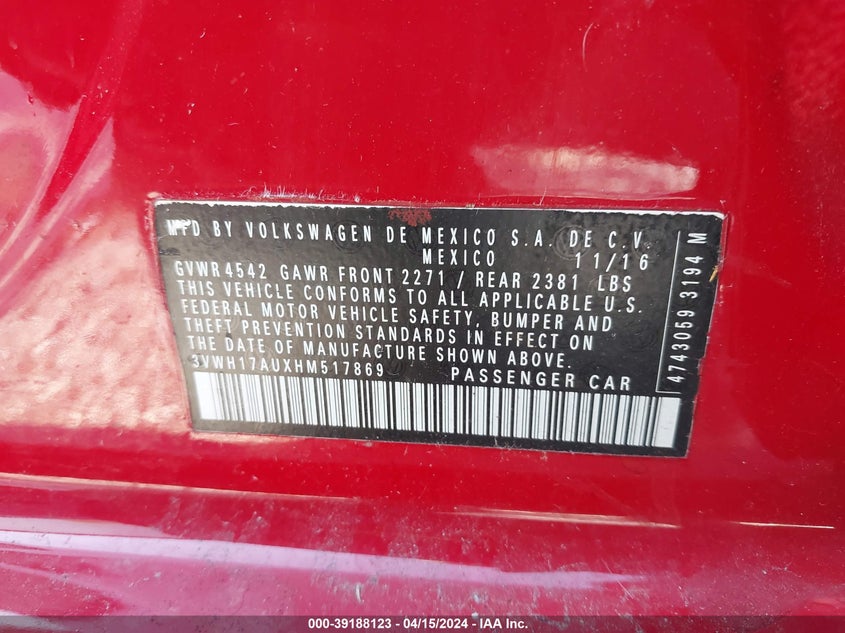 MFD BY VOLKSWAGEN DE MEXICO S.A. DE C.V.
MEXICO 11/16
GVWR 4542 GAWR FRONT 2271 / REAR 2381 LBS
THIS VEHICLE CONFORMS TO ALL APPLICABLE U.S.
FEDERAL MOTOR VEHICLE SAFETY, BUMPER AND
THEFT PREVENTION STANDARDS IN EFFECT ON
THE DATE OF MANUFACTURE SHOWN ABOVE.
3VWH17AUXHM517869 PASSENGER CAR
4743059 3194 M
000-39188123 - 04/15/2024 - IAA Inc.